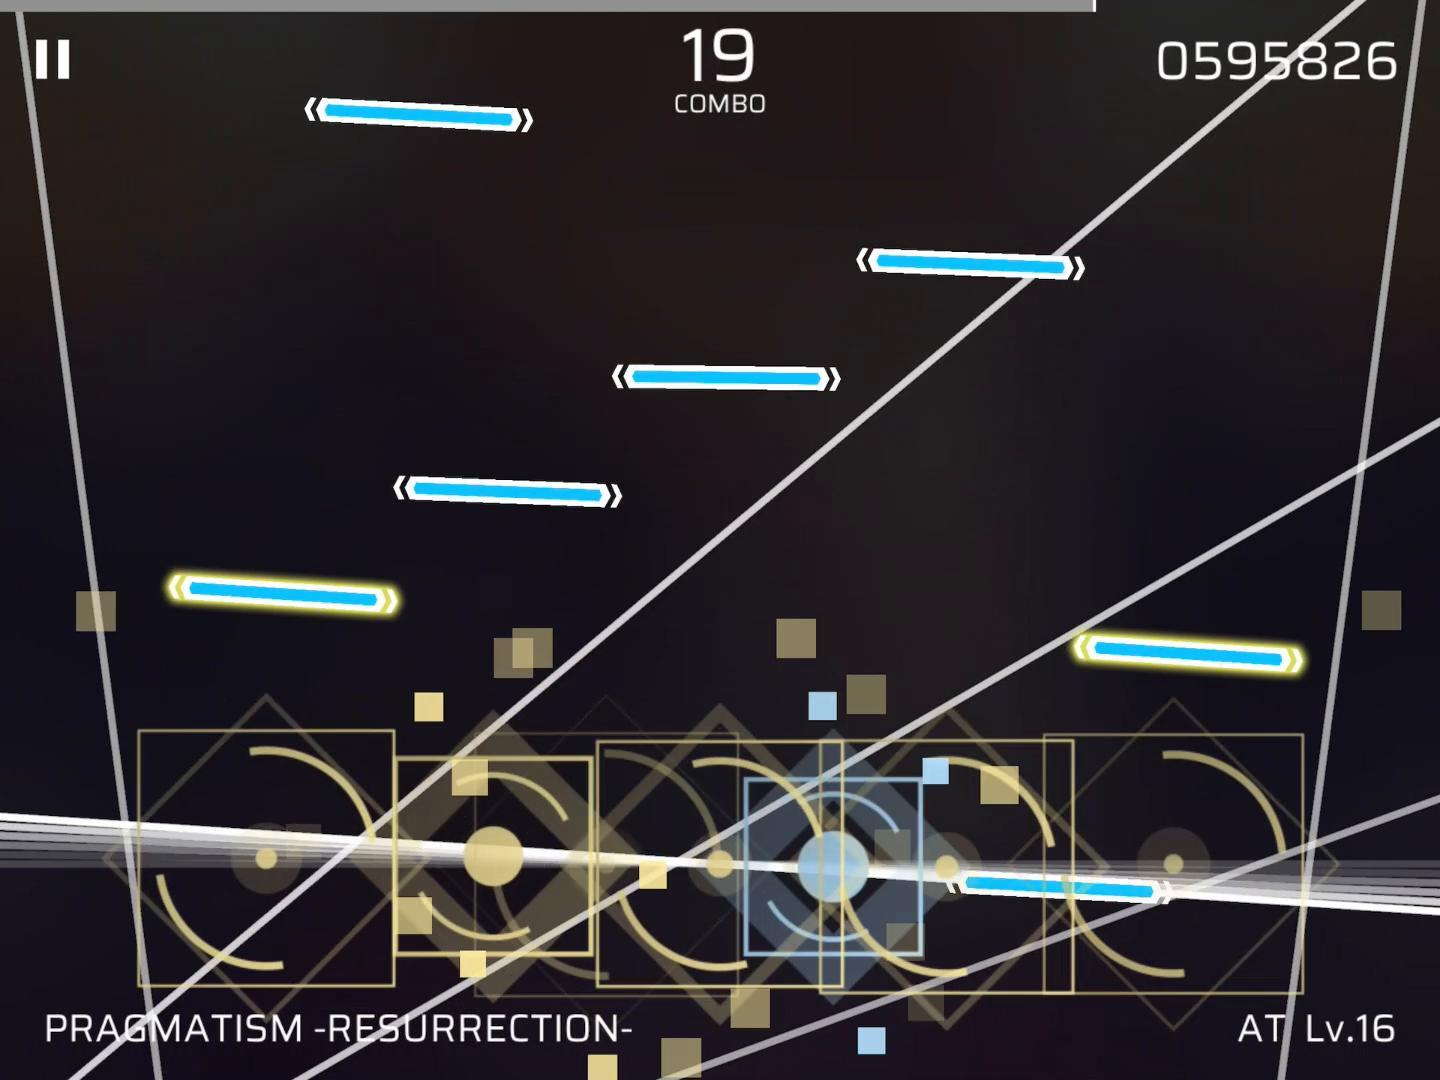 19
COMBO
0595826
PRAGMATISM -RESURRECTION-
AT Lv.16